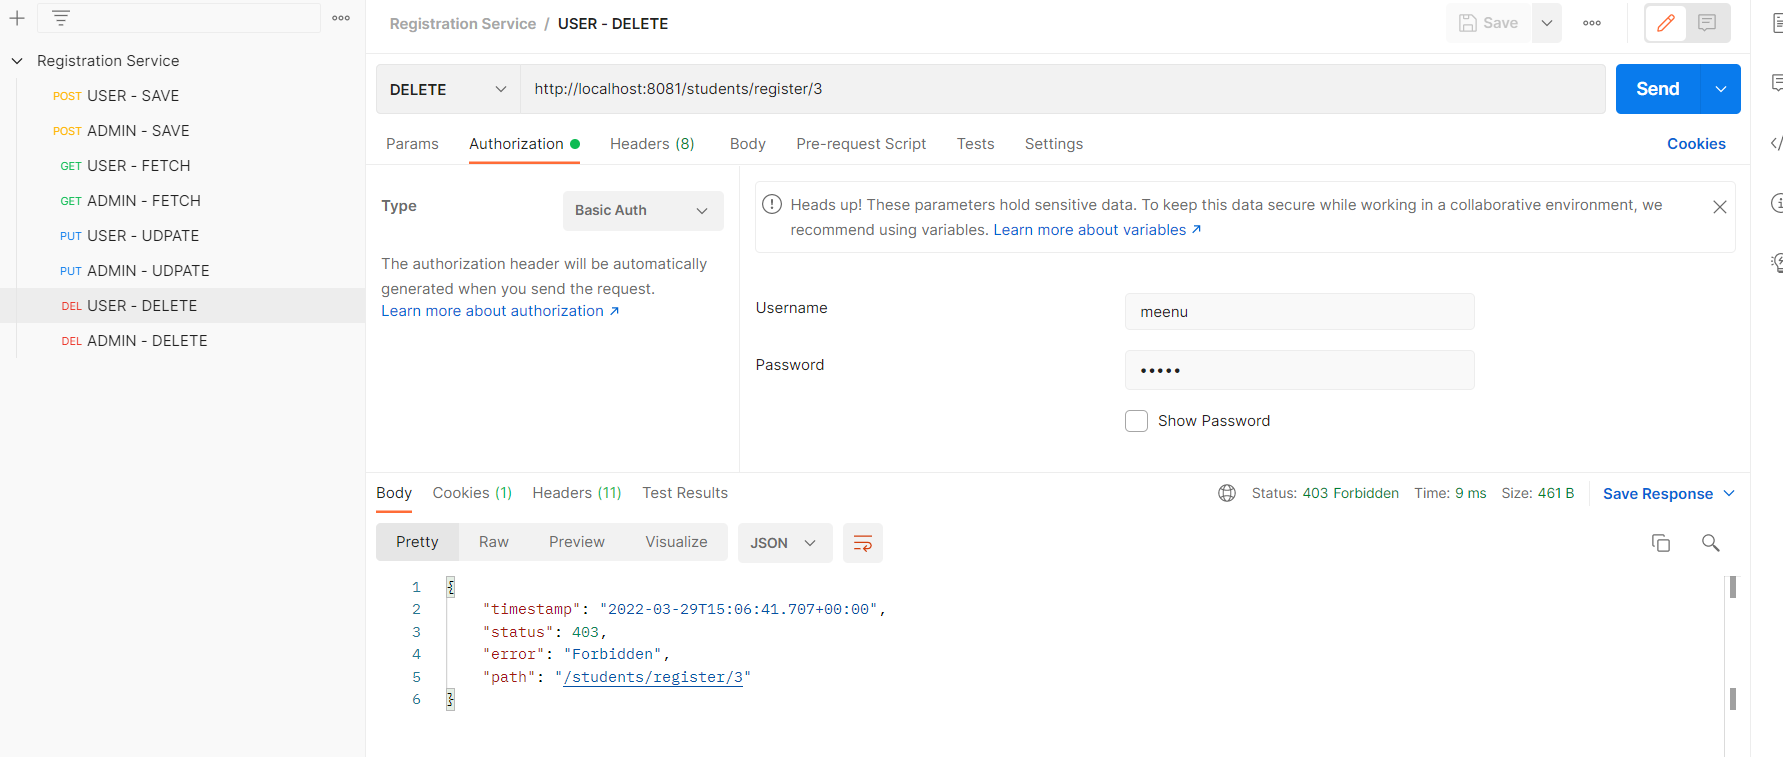 Registration Service
POST USER - SAVE
POST ADMIN - SAVE
GET USER - FETCH
GET ADMIN - FETCH
PUT USER - UDPATE
PUT ADMIN - UDPATE
DEL USER - DELETE
DEL ADMIN - DELETE
Registration Service / USER - DELETE
Save
DELETE
http://localhost:8081/students/register/3
Send
Params
Authorization
Headers (8)
Body
Pre-request Script
Tests
Settings
Cookies
Type
Basic Auth
The authorization header will be automatically
generated when you send the request.
Learn more about authorization ↗
Heads up! These parameters hold sensitive data. To keep this data secure while working in a collaborative environment, we
recommend using variables. Learn more about variables ↗
Username
meenu
Password
•••••
Show Password
Body
Cookies (1)
Headers (11)
Test Results
Status: 403 Forbidden
Time: 9 ms
Size: 461 B
Save Response
Pretty
Raw
Preview
Visualize
JSON
1 {
2 "timestamp": "2022-03-29T15:06:41.707+00:00",
3 "status": 403,
4 "error": "Forbidden",
5 "path": "/students/register/3"
6 }